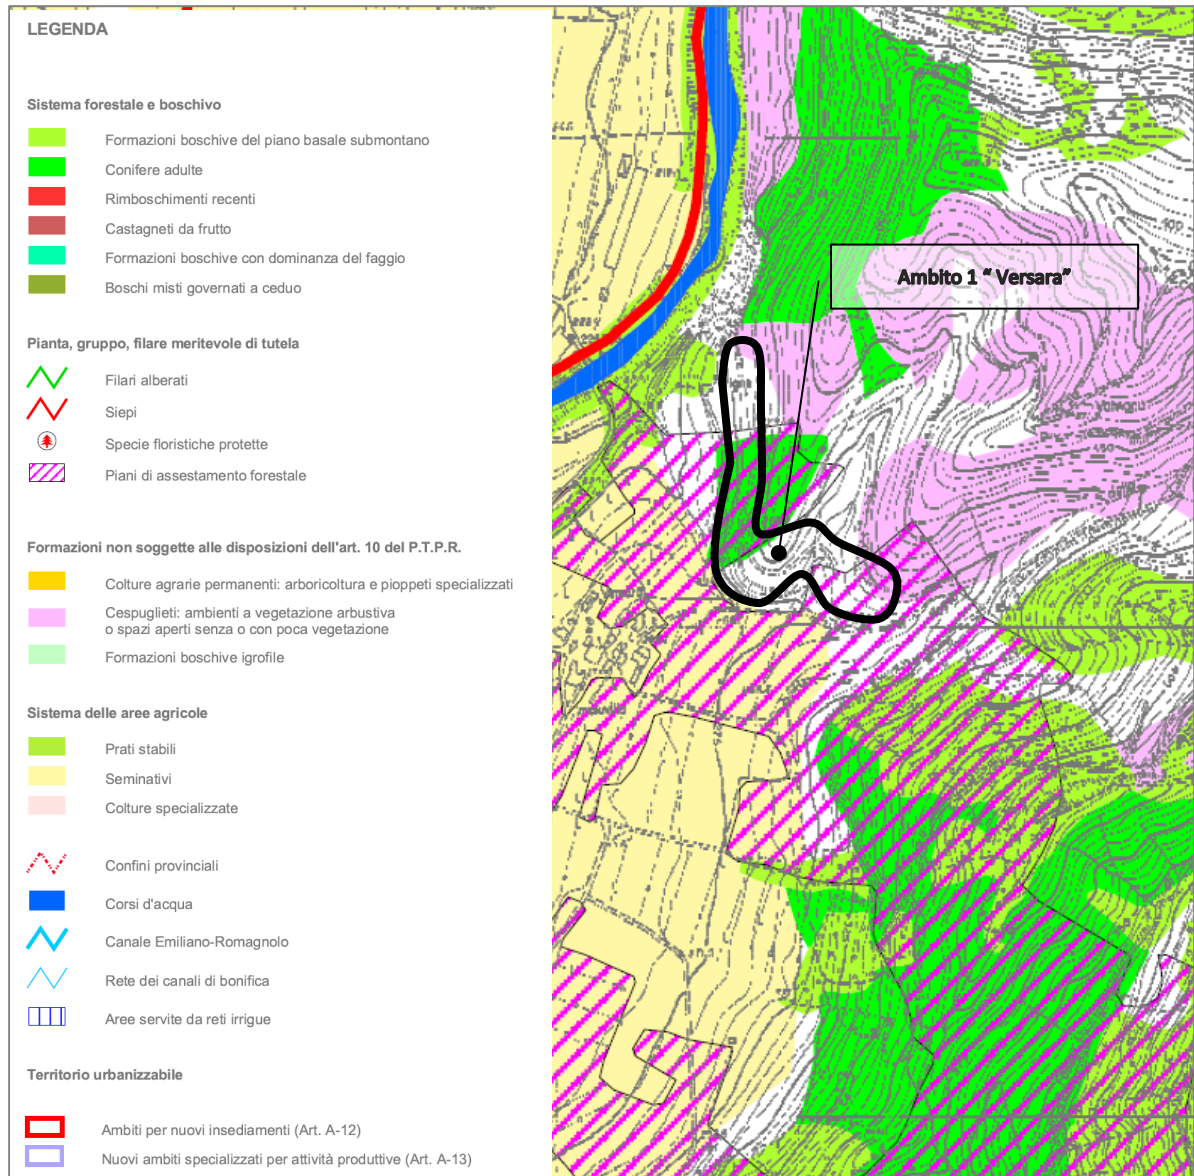 LEGENDA
Sistema forestale e boschivo
Formazioni boschive del piano basale submontano
Conifere adulte
Rimboschimenti recenti
Castagneti da frutto
Formazioni boschive con dominanza del faggio
Boschi misti governati a ceduo
Pianta, gruppo, filare meritevole di tutela
Filari alberati
Siepi
Specie floristiche protette
Piani di assestamento forestale
Formazioni non soggette alle disposizioni dell'art. 10 del P.T.P.R.
Colture agrarie permanenti: arboricoltura e pioppeti specializzati
Cespuglieti: ambienti a vegetazione arbustiva
o spazi aperti senza o con poca vegetazione
Formazioni boschive igrofile
Sistema delle aree agricole
Prati stabili
Seminativi
Colture specializzate
Confini provinciali
Corsi d'acqua
Canale Emiliano-Romagnolo
Rete dei canali di bonifica
Aree servite da reti irrigue
Territorio urbanizzabile
Ambiti per nuovi insediamenti (Art. A-12)
Nuovi ambiti specializzati per attività produttive (Art. A-13)
Ambito 1 “ Versara”